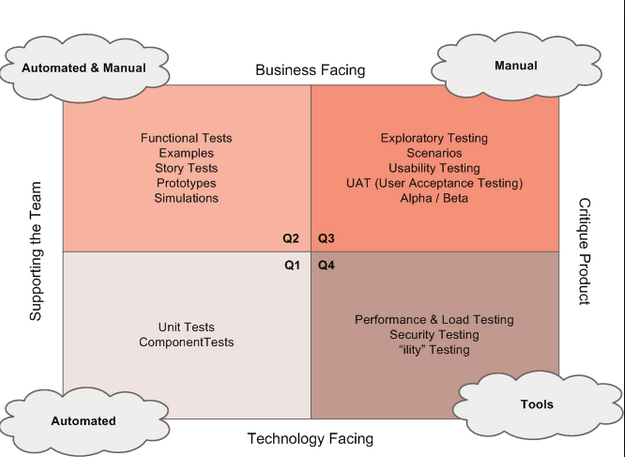 Automated & Manual
Business Facing
Manual
Supporting the Team
Functional Tests
Examples
Story Tests
Prototypes
Simulations
Q2
Exploratory Testing
Scenarios
Usability Testing
UAT (User Acceptance Testing)
Alpha / Beta
Q3
Critique Product
Q1
Unit Tests
ComponentTests
Q4
Performance & Load Testing
Security Testing
“ility” Testing
Automated
Technology Facing
Tools